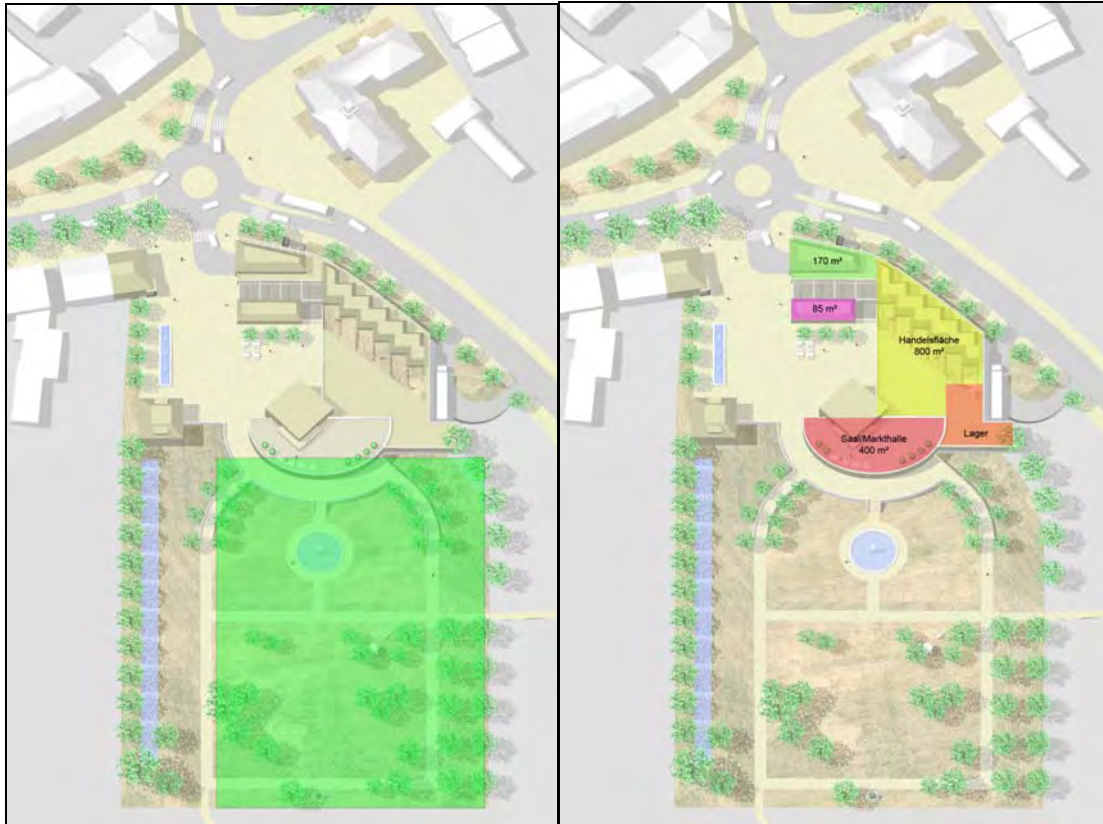 170 m²
85 m²
Handelsfläche
800 m²
Saal/Markthalle
400 m²
Lager